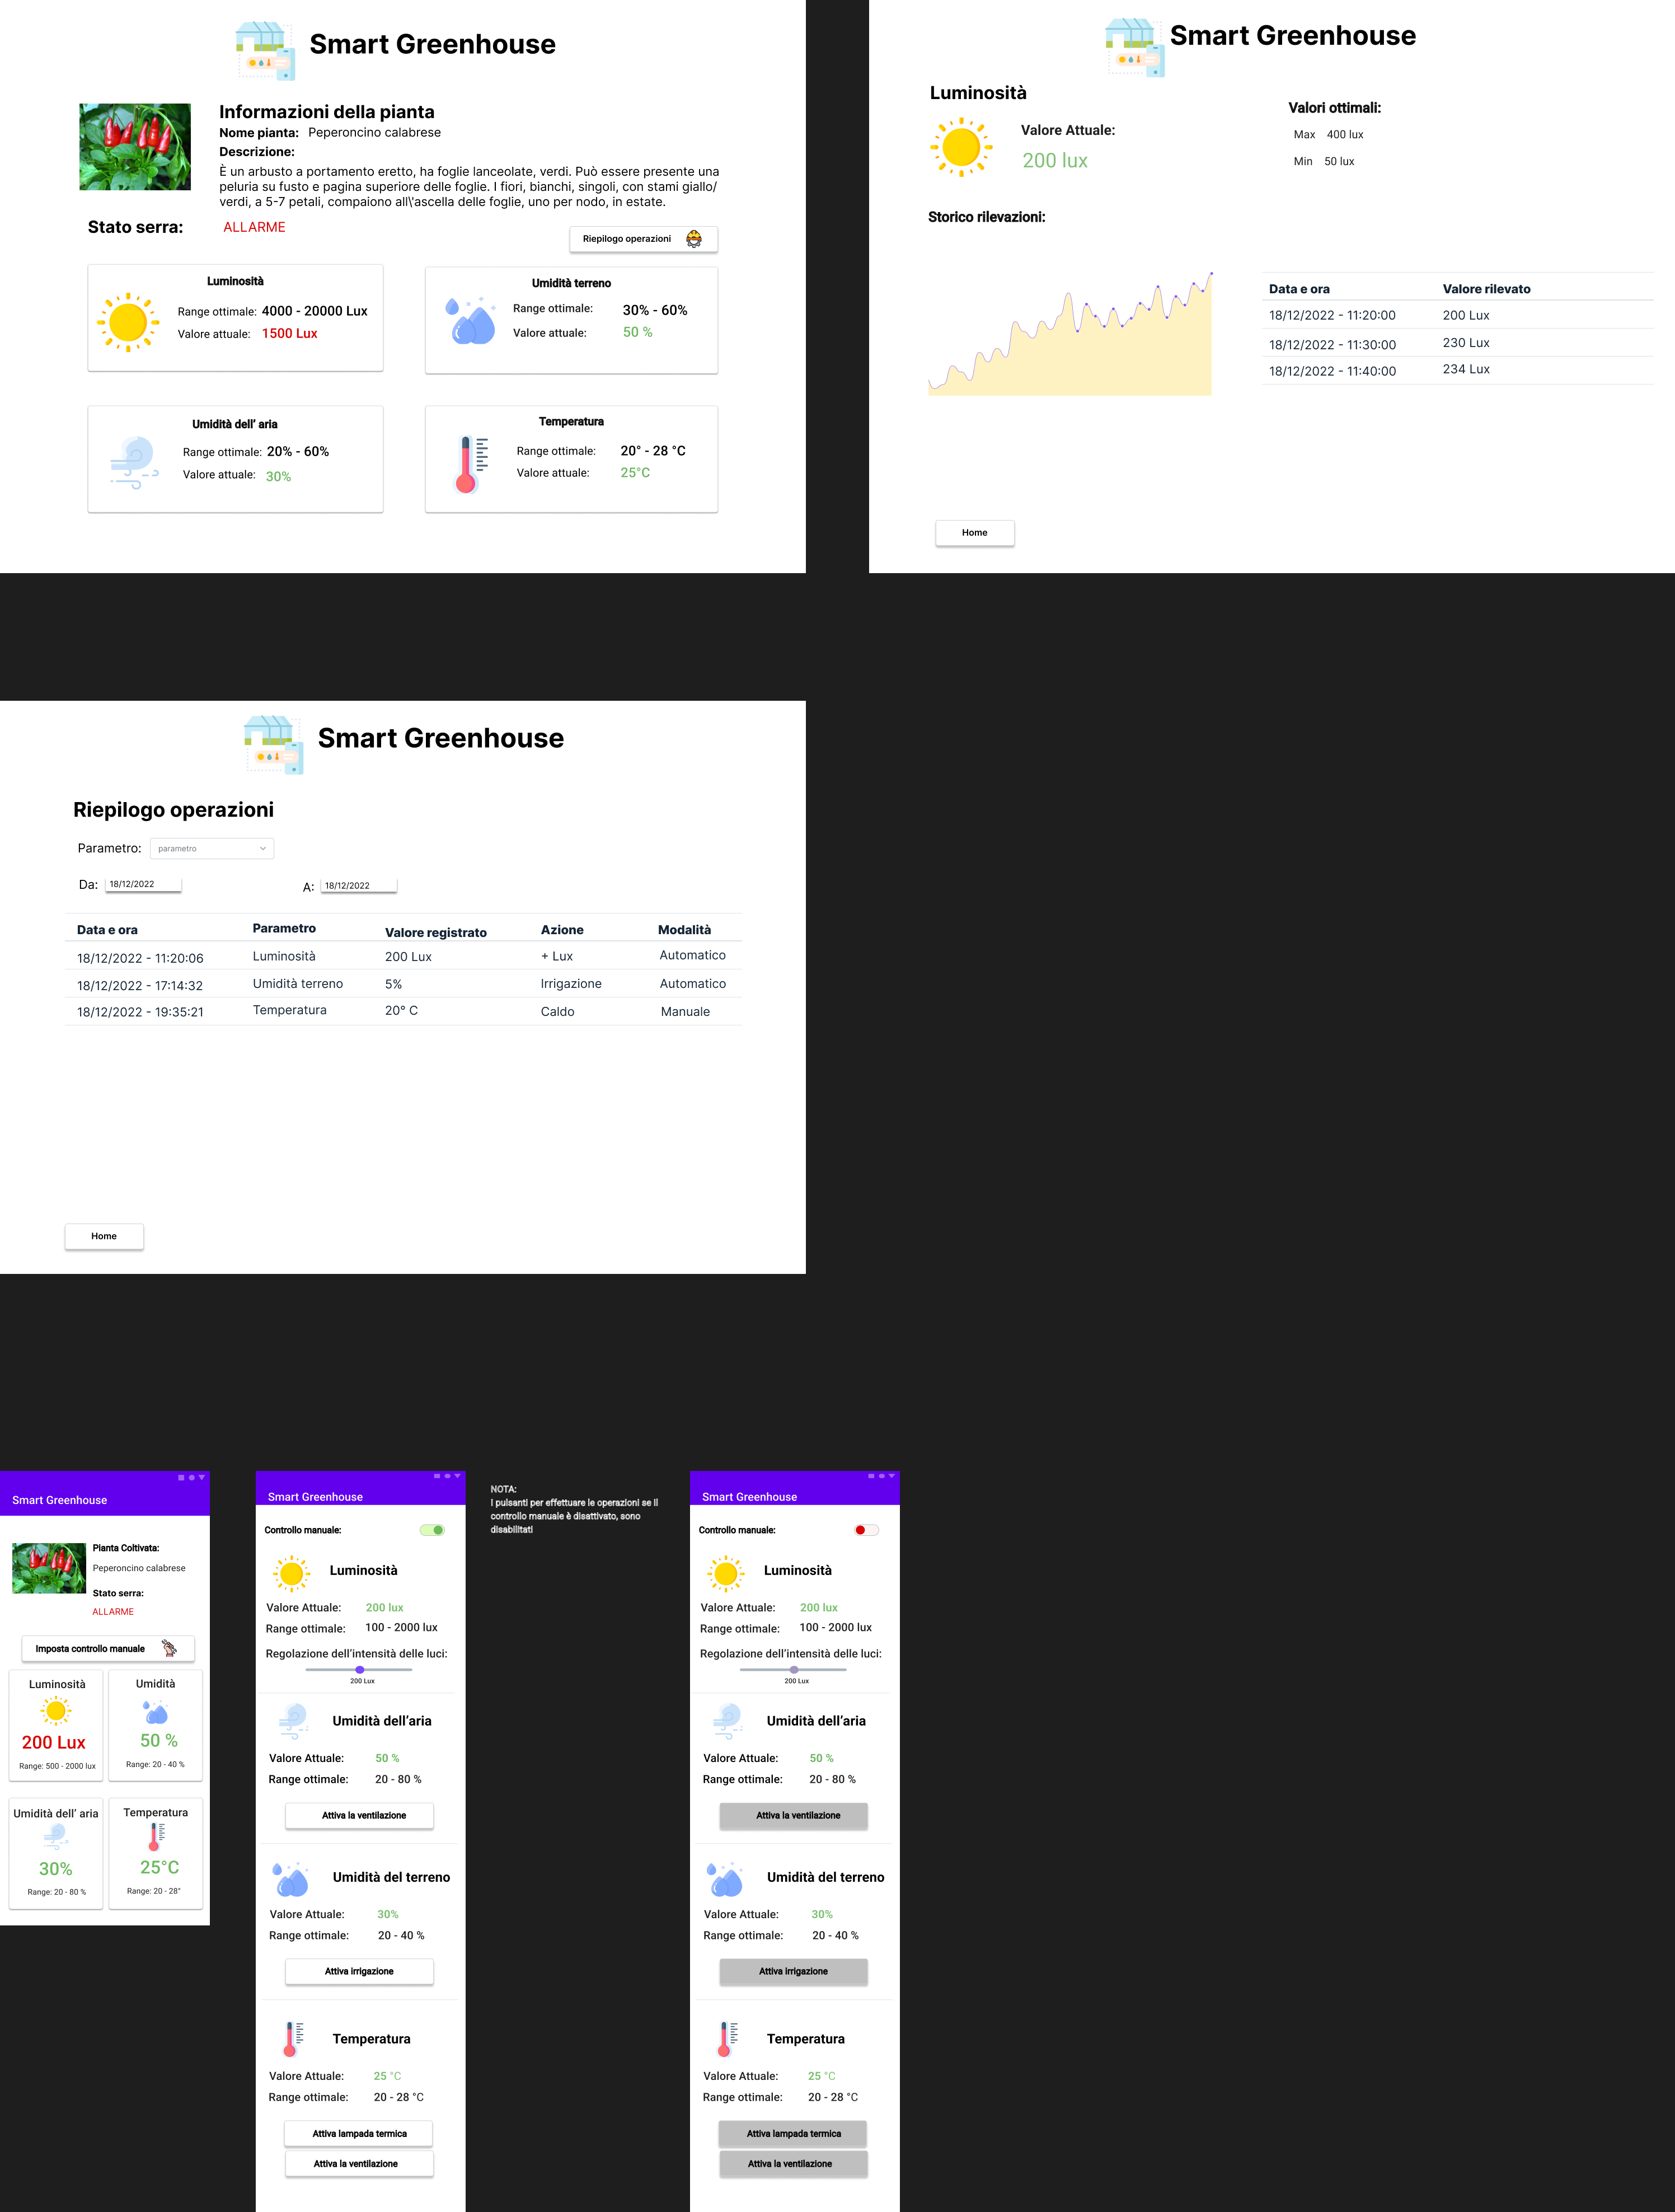 Smart Greenhouse
Informazioni della pianta
Nome pianta: Peperoncino calabrese
Descrizione:
È un arbusto a portamento eretto, ha foglie lanceolate, verdi. Può essere presente una
peluria su fusto e pagina superiore delle foglie. I fiori, bianchi, singoli, con stami giallo/
verdi, a 5-7 petali, compaiono all\'ascella delle foglie, uno per nodo, in estate.
Stato serra: ALLARME
Riepilogo operazioni
Luminosità
Range ottimale: 4000 - 20000 Lux
Valore attuale: 1500 Lux
Umidità terreno
Range ottimale: 30% - 60%
Valore attuale: 50 %
Umidità dell' aria
Range ottimale: 20% - 60%
Valore attuale: 30%
Temperatura
Range ottimale: 20° - 28 °C
Valore attuale: 25°C
Smart Greenhouse
Luminosità
Valore Attuale:
200 lux
Valori ottimali:
Max 400 lux
Min 50 lux
Storico rilevazioni:
Data e ora Valore rilevato
18/12/2022 - 11:20:00 200 Lux
18/12/2022 - 11:30:00 230 Lux
18/12/2022 - 11:40:00 234 Lux
Home
Smart Greenhouse
Riepilogo operazioni
Parametro: parametro
Da: 18/12/2022 A: 18/12/2022
Data e ora Parametro Valore registrato Azione Modalità
18/12/2022 - 11:20:06 Luminosità 200 Lux + Lux Automatico
18/12/2022 - 17:14:32 Umidità terreno 5% Irrigazione Automatico
18/12/2022 - 19:35:21 Temperatura 20° C Caldo Manuale
Home
Smart Greenhouse
Pianta Coltivata:
Peperoncino calabrese
Stato serra:
ALLARME
Imposta controllo manuale
Luminosità
200 Lux
Range: 500 - 2000 lux
Umidità
50 %
Range: 20 - 40 %
Umidità dell' aria
30%
Range: 20 - 80 %
Temperatura
25°C
Range: 20 - 28°
Smart Greenhouse
Controllo manuale:
Luminosità
Valore Attuale: 200 lux
Range ottimale: 100 - 2000 lux
Regolazione dell'intensità delle luci:
200 Lux
Umidità dell'aria
Valore Attuale: 50 %
Range ottimale: 20 - 80 %
Attiva la ventilazione
Umidità del terreno
Valore Attuale: 30%
Range ottimale: 20 - 40 %
Attiva irrigazione
Temperatura
Valore Attuale: 25 °C
Range ottimale: 20 - 28 °C
Attiva lampada termica
Attiva la ventilazione
NOTA:
I pulsanti per effettuare le operazioni se il
controllo manuale è disattivato, sono
disabilitati
Smart Greenhouse
Controllo manuale:
Luminosità
Valore Attuale: 200 lux
Range ottimale: 100 - 2000 lux
Regolazione dell'intensità delle luci:
200 Lux
Umidità dell'aria
Valore Attuale: 50 %
Range ottimale: 20 - 80 %
Attiva la ventilazione
Umidità del terreno
Valore Attuale: 30%
Range ottimale: 20 - 40 %
Attiva irrigazione
Temperatura
Valore Attuale: 25 °C
Range ottimale: 20 - 28 °C
Attiva lampada termica
Attiva la ventilazione